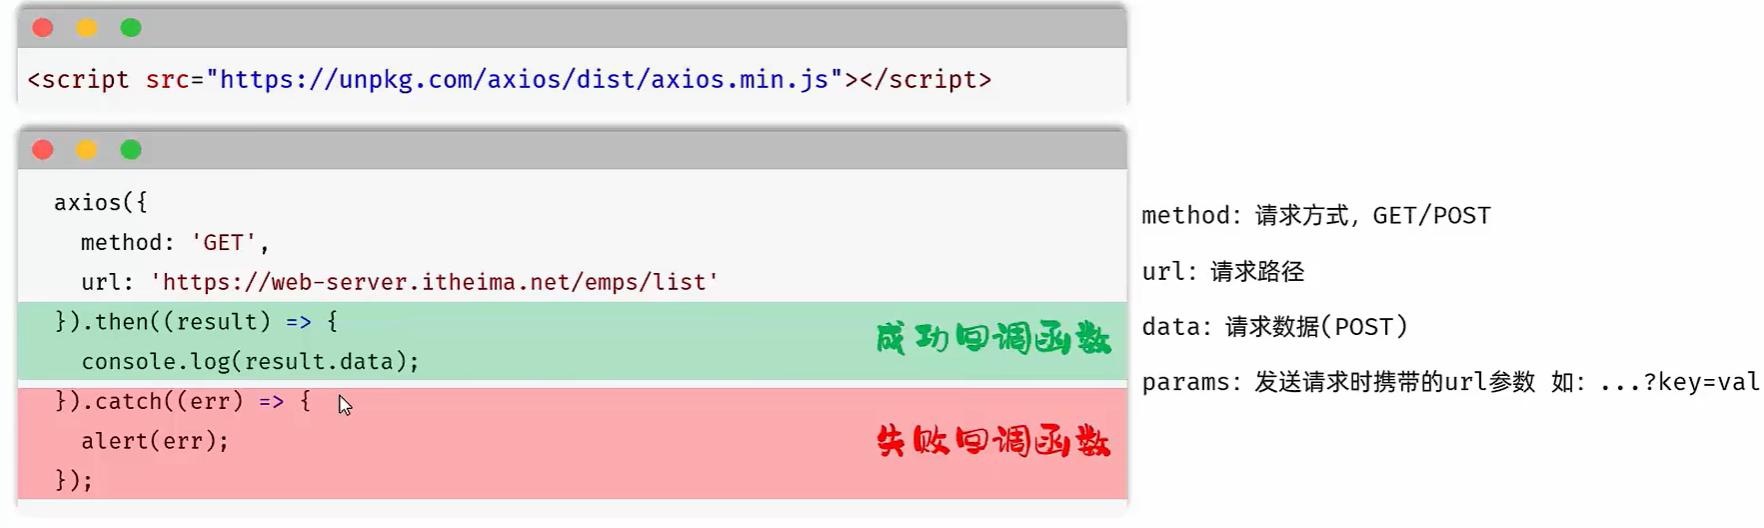 <script src="https://unpkg.com/axios/dist/axios.min.js"></script>
axios({
method: 'GET',
url: 'https://web-server.itheima.net/emps/list'
}).then((result) => {
console.log(result.data);
}).catch((err) => {
alert(err);
});
成功回调函数
失败回调函数
method: 请求方式，GET/POST
url: 请求路径
data: 请求数据(POST)
params: 发送请求时携带的url参数 如: ...?key=val